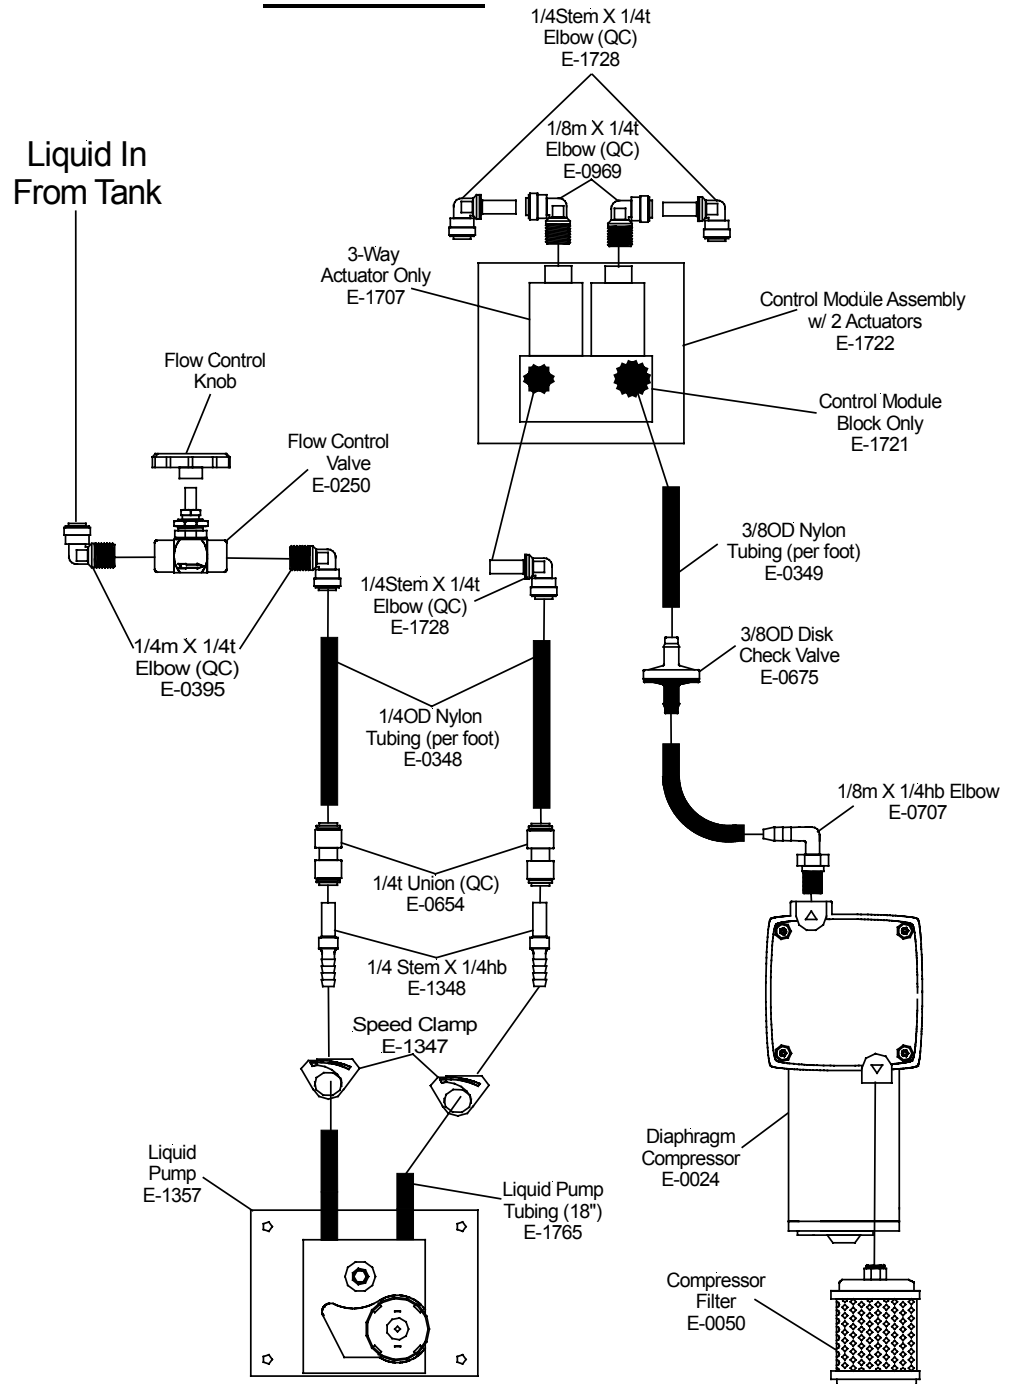 1/4Stem X 1/4t
Elbow (QC)
E-1728
1/8m X 1/4t
Elbow (QC)
E-0969
Liquid In
From Tank
3-Way
Actuator Only
E-1707
Control Module Assembly
w/ 2 Actuators
E-1722
Flow Control
Knob
Control Module
Block Only
E-1721
Flow Control
Valve
E-0250
3/8OD Nylon
Tubing (per foot)
E-0349
1/4Stem X 1/4t
Elbow (QC)
E-1728
1/4m X 1/4t
Elbow (QC)
E-0395
3/8OD Disk
Check Valve
E-0675
1/4OD Nylon
Tubing (per foot)
E-0348
1/8m X 1/4hb Elbow
E-0707
1/4t Union (QC)
E-0654
1/4 Stem X 1/4hb
E-1348
Speed Clamp
E-1347
Liquid
Pump
E-1357
Liquid Pump
Tubing (18")
E-1765
Diaphragm
Compressor
E-0024
Compressor
Filter
E-0050